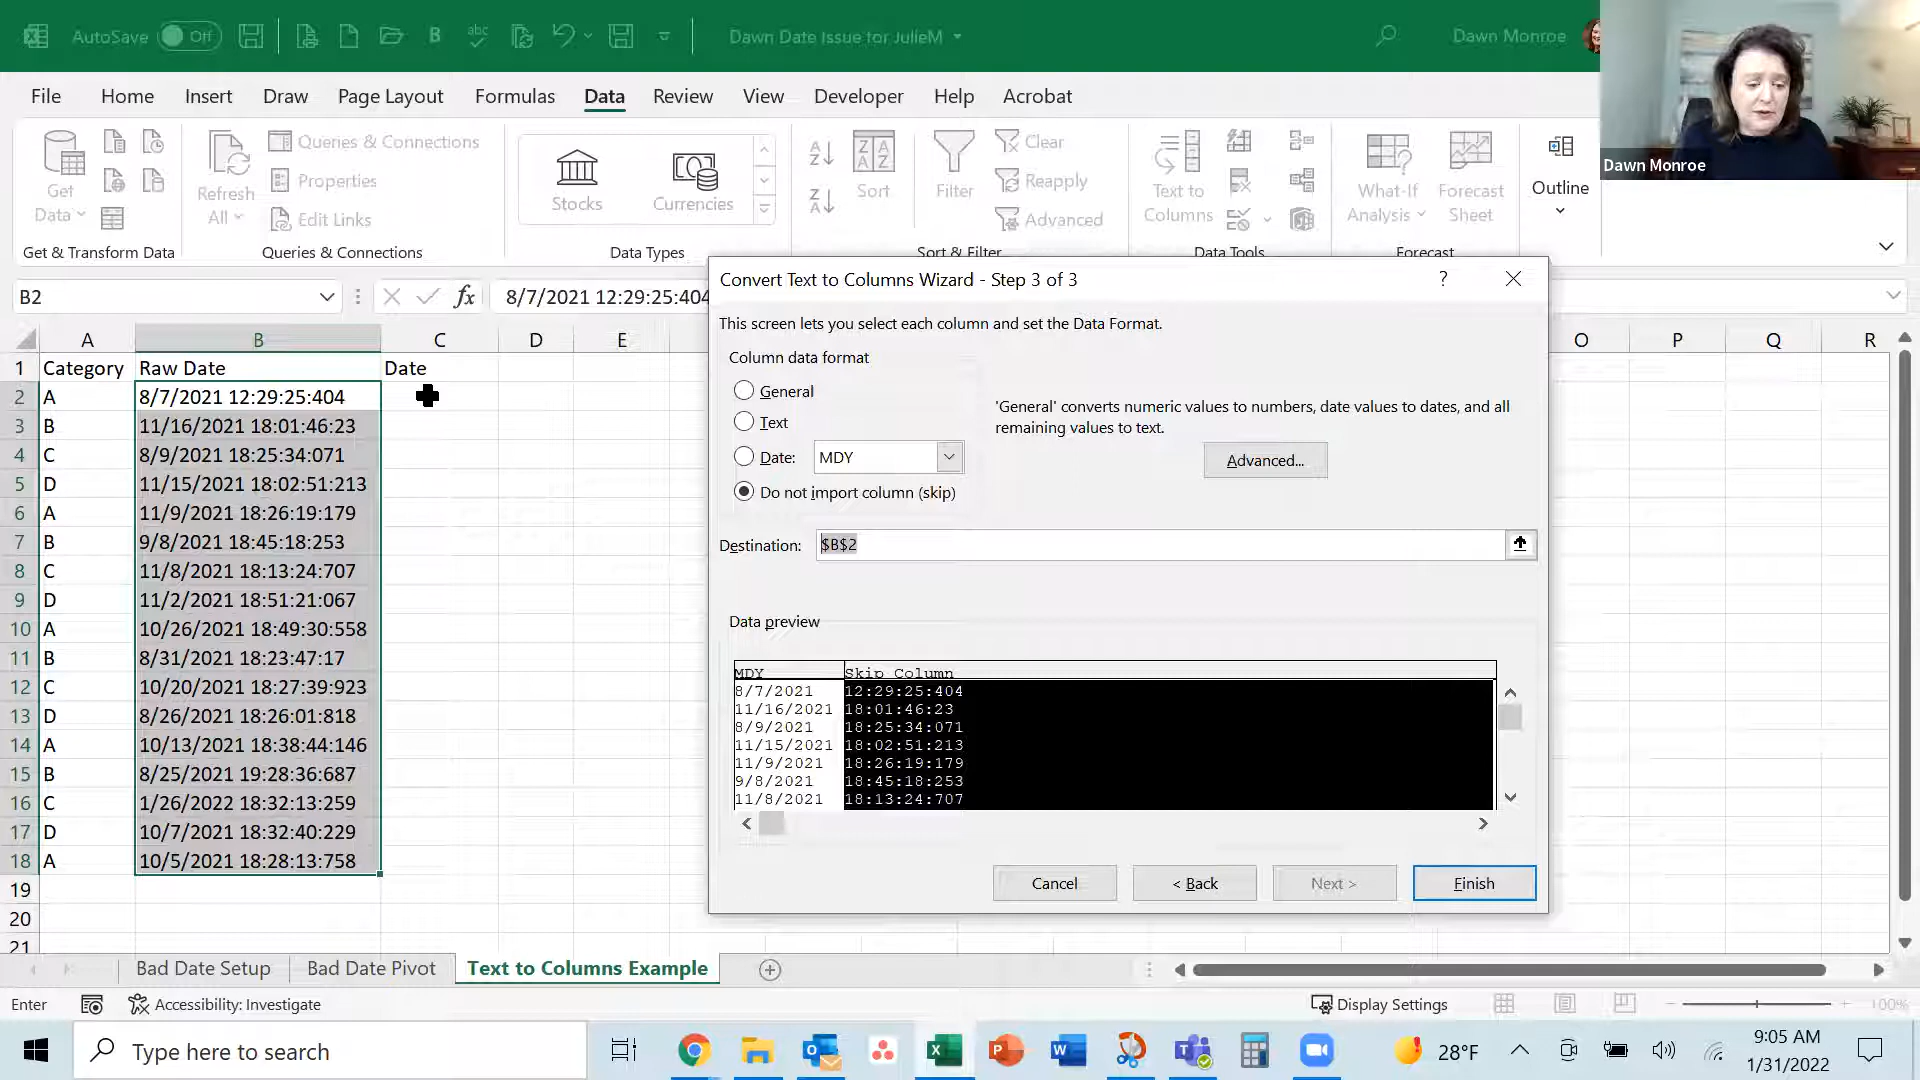 AutoSave Off
Dawn Date Issue for JulieM
Dawn Monroe
Dawn Monroe
File Home Insert Draw Page Layout Formulas Data Review View Developer Help Acrobat
Get Data
Refresh All
Queries & Connections
Properties
Edit Links
Stocks
Currencies
Sort
Filter
Clear
Reapply
Advanced
Text to Columns
What-If Analysis
Forecast Sheet
Outline
Get & Transform Data
Queries & Connections
Data Types
Sort & Filter
Data Tools
Forecast
B2
fx
8/7/2021 12:29:25:404
A B C D E O P Q R
1 Category Raw Date Date
2 A 8/7/2021 12:29:25:404
3 B 11/16/2021 18:01:46:23
4 C 8/9/2021 18:25:34:071
5 D 11/15/2021 18:02:51:213
6 A 11/9/2021 18:26:19:179
7 B 9/8/2021 18:45:18:253
8 C 11/8/2021 18:13:24:707
9 D 11/2/2021 18:51:21:067
10 A 10/26/2021 18:49:30:558
11 B 8/31/2021 18:23:47:17
12 C 10/20/2021 18:27:39:923
13 D 8/26/2021 18:26:01:818
14 A 10/13/2021 18:38:44:146
15 B 8/25/2021 19:28:36:687
16 C 1/26/2022 18:32:13:259
17 D 10/7/2021 18:32:40:229
18 A 10/5/2021 18:28:13:758
19
20
21
Convert Text to Columns Wizard - Step 3 of 3
?
This screen lets you select each column and set the Data Format.
Column data format
General
Text
Date: MDY
Do not import column (skip)
'General' converts numeric values to numbers, date values to dates, and all
remaining values to text.
Advanced...
Destination: $B$2
Data preview
MDY Skip Column
8/7/2021 12:29:25:404
11/16/2021 18:01:46:23
8/9/2021 18:25:34:071
11/15/2021 18:02:51:213
11/9/2021 18:26:19:179
9/8/2021 18:45:18:253
11/8/2021 18:13:24:707
Cancel
< Back
Next >
Finish
Bad Date Setup
Bad Date Pivot
Text to Columns Example
Enter
Accessibility: Investigate
Display Settings
100%
Type here to search
28°F
9:05 AM
1/31/2022